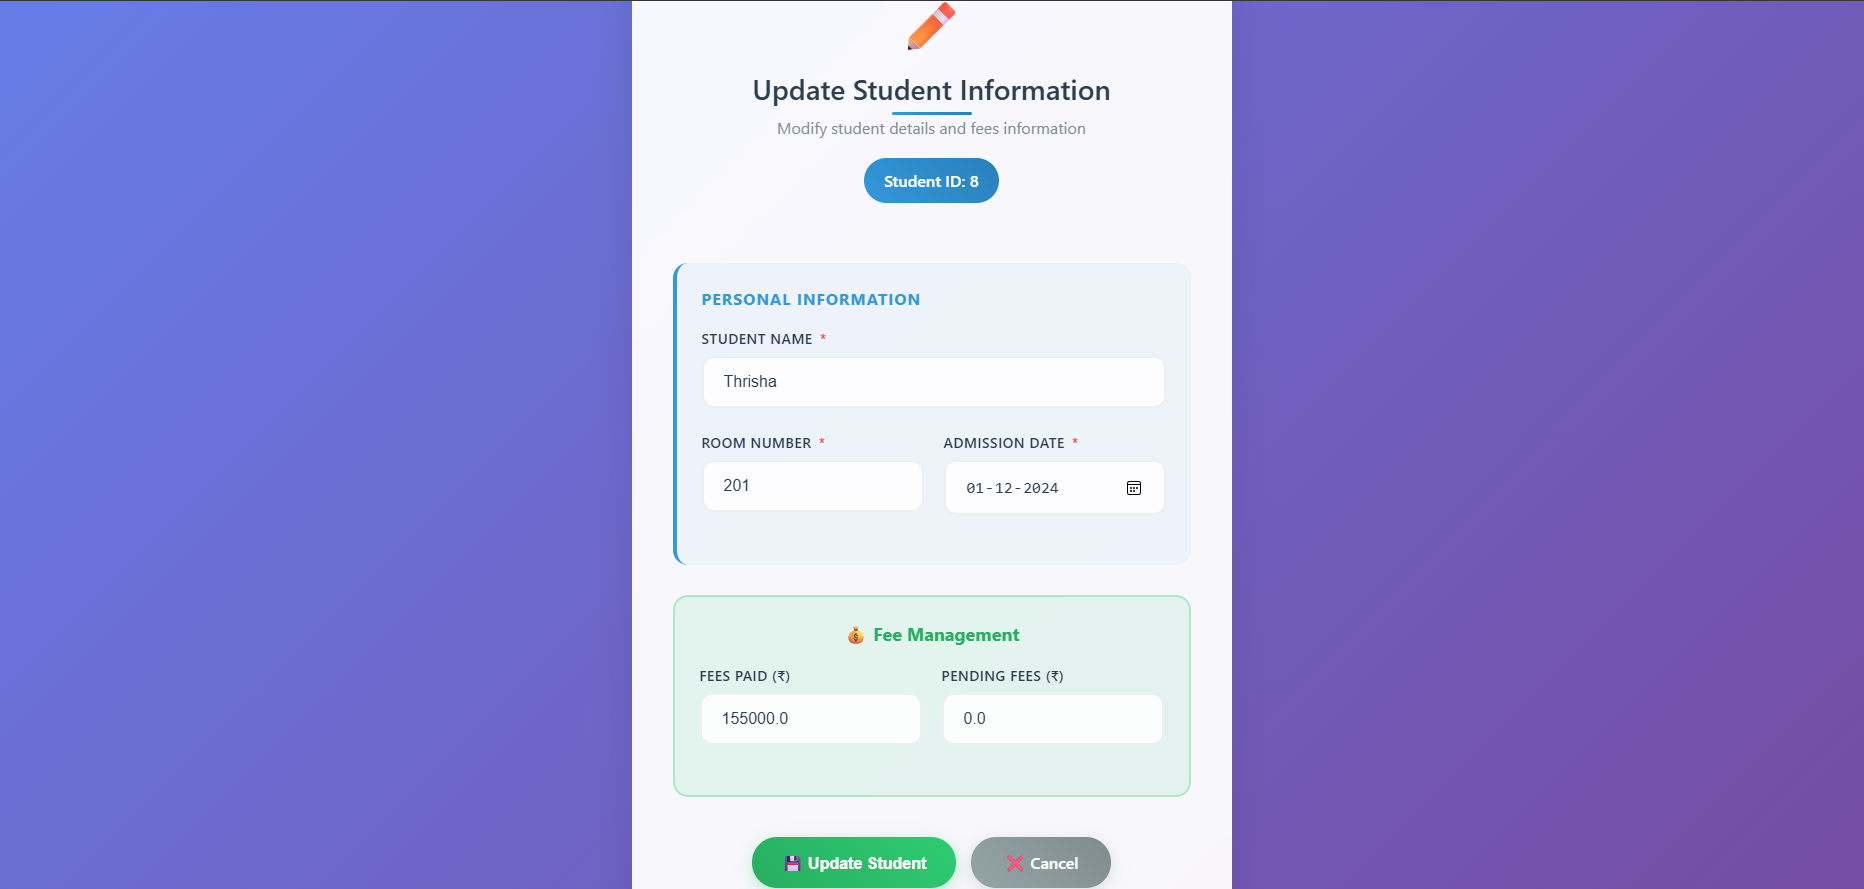 Update Student Information
Modify student details and fees information
Student ID: 8
PERSONAL INFORMATION
STUDENT NAME *
Thrisha
ROOM NUMBER * ADMISSION DATE *
201 01-12-2024
Fee Management
FEES PAID (₹) PENDING FEES (₹)
155000.0 0.0
Update Student Cancel